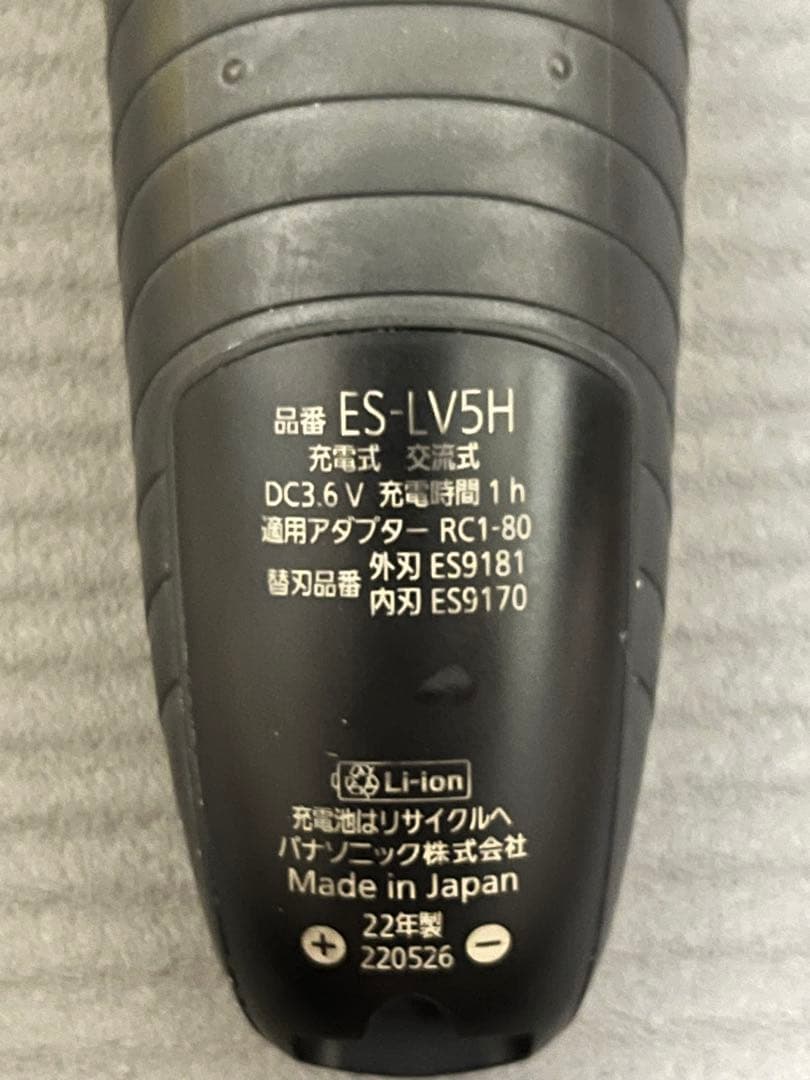 品番 ES-LV5H
充電式 交流式
DC3.6 V 充電時間 1 h
適用アダプター RC1-80
替刃品番 外刃 ES9181
内刃 ES9170
Li-ion
充電池はリサイクルへ
パナソニック株式会社
Made in Japan
22年製
+ 220526 −